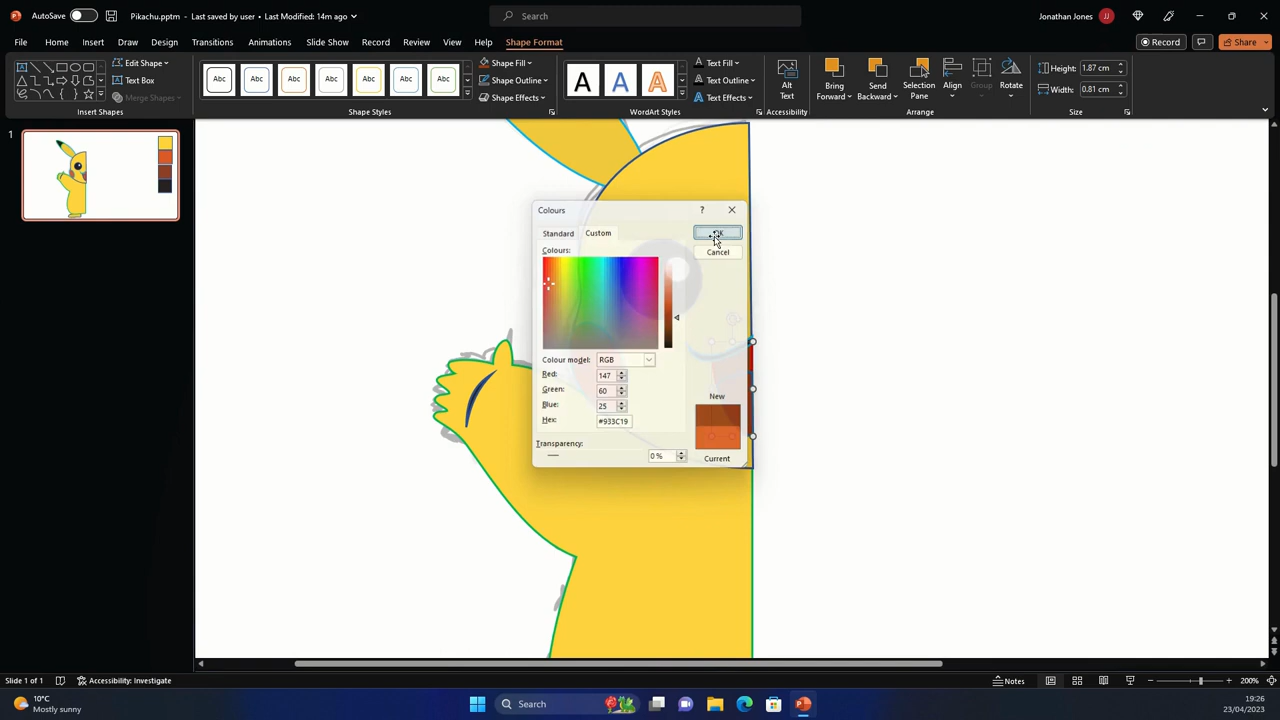 AutoSave Pikachu.pptm - Last saved by user • Last Modified: 14m ago Search Jonathan Jones JJ
File Home Insert Draw Design Transitions Animations Slide Show Record Review View Help Shape Format Record Share
Edit Shape
Text Box
Merge Shapes
Insert Shapes
Abc Abc Abc Abc Abc Abc Abc
Shape Fill
Shape Outline
Shape Effects
Shape Styles
A A A
Text Fill
Text Outline
Text Effects
WordArt Styles
Alt
Text
Accessibility
Bring
Forward
Send
Backward
Selection
Pane
Align
Group
Rotate
Arrange
Height: 1.87 cm
Width: 0.81 cm
Size
1
Colours ?
Standard Custom OK
Cancel
Colours:
Colour model: RGB
Red: 147
Green: 60
Blue: 25
Hex: #933C19
Transparency:
0 %
New
Current
Slide 1 of 1 Accessibility: Investigate Notes 200%
10°C
Mostly sunny
Search
19:26
23/04/2023